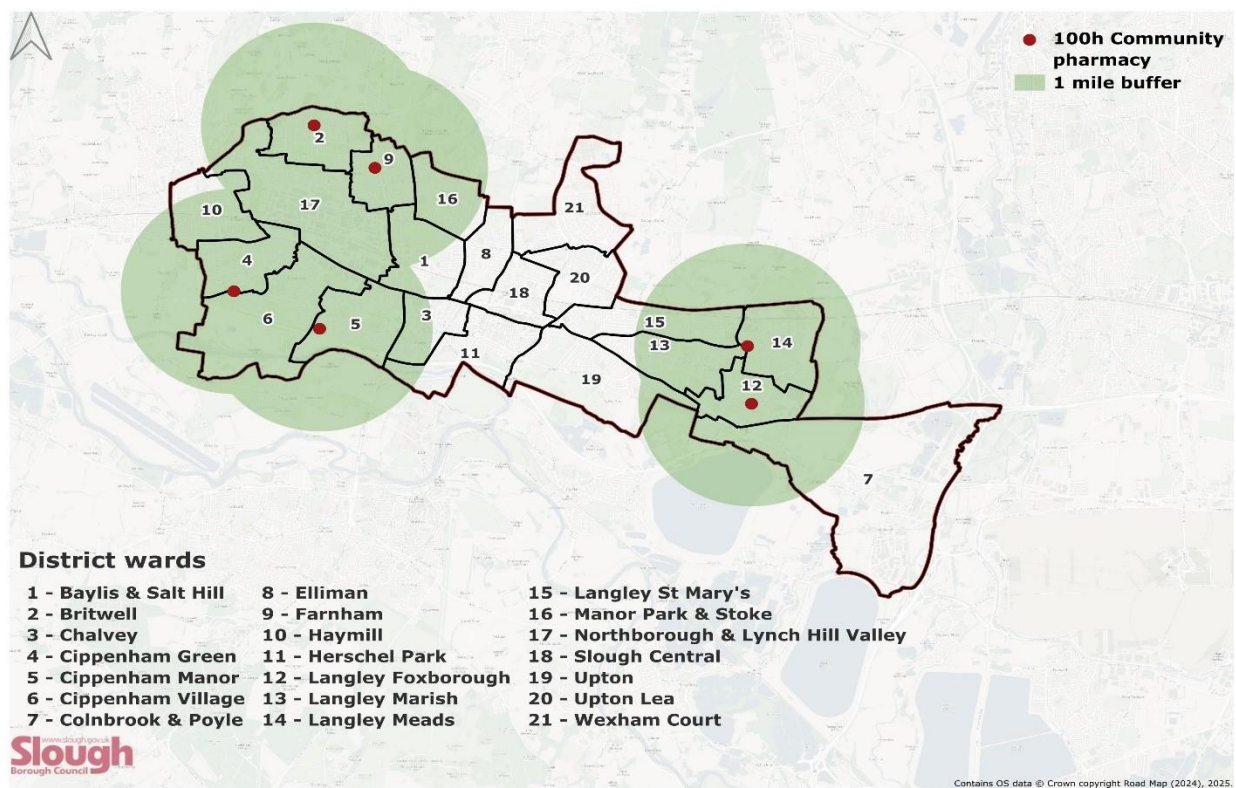 100h Community
pharmacy
1 mile buffer
2
9
16
10
17
21
4
1
8
20
18
6
5
3
15
13
14
11
19
12
7
District wards
1 - Baylis & Salt Hill
2 - Britwell
3 - Chalvey
4 - Cippenham Green
5 - Cippenham Manor
6 - Cippenham Village
7 - Colnbrook & Poyle
8 - Elliman
9 - Farnham
10 - Haymill
11 - Herschel Park
12 - Langley Foxborough
13 - Langley Marish
14 - Langley Meads
15 - Langley St Mary's
16 - Manor Park & Stoke
17 - Northborough & Lynch Hill Valley
18 - Slough Central
19 - Upton
20 - Upton Lea
21 - Wexham Court
www.slough.gov.uk
Slough
Borough Council
Contains OS data © Crown copyright Road Map (2024), 2025.